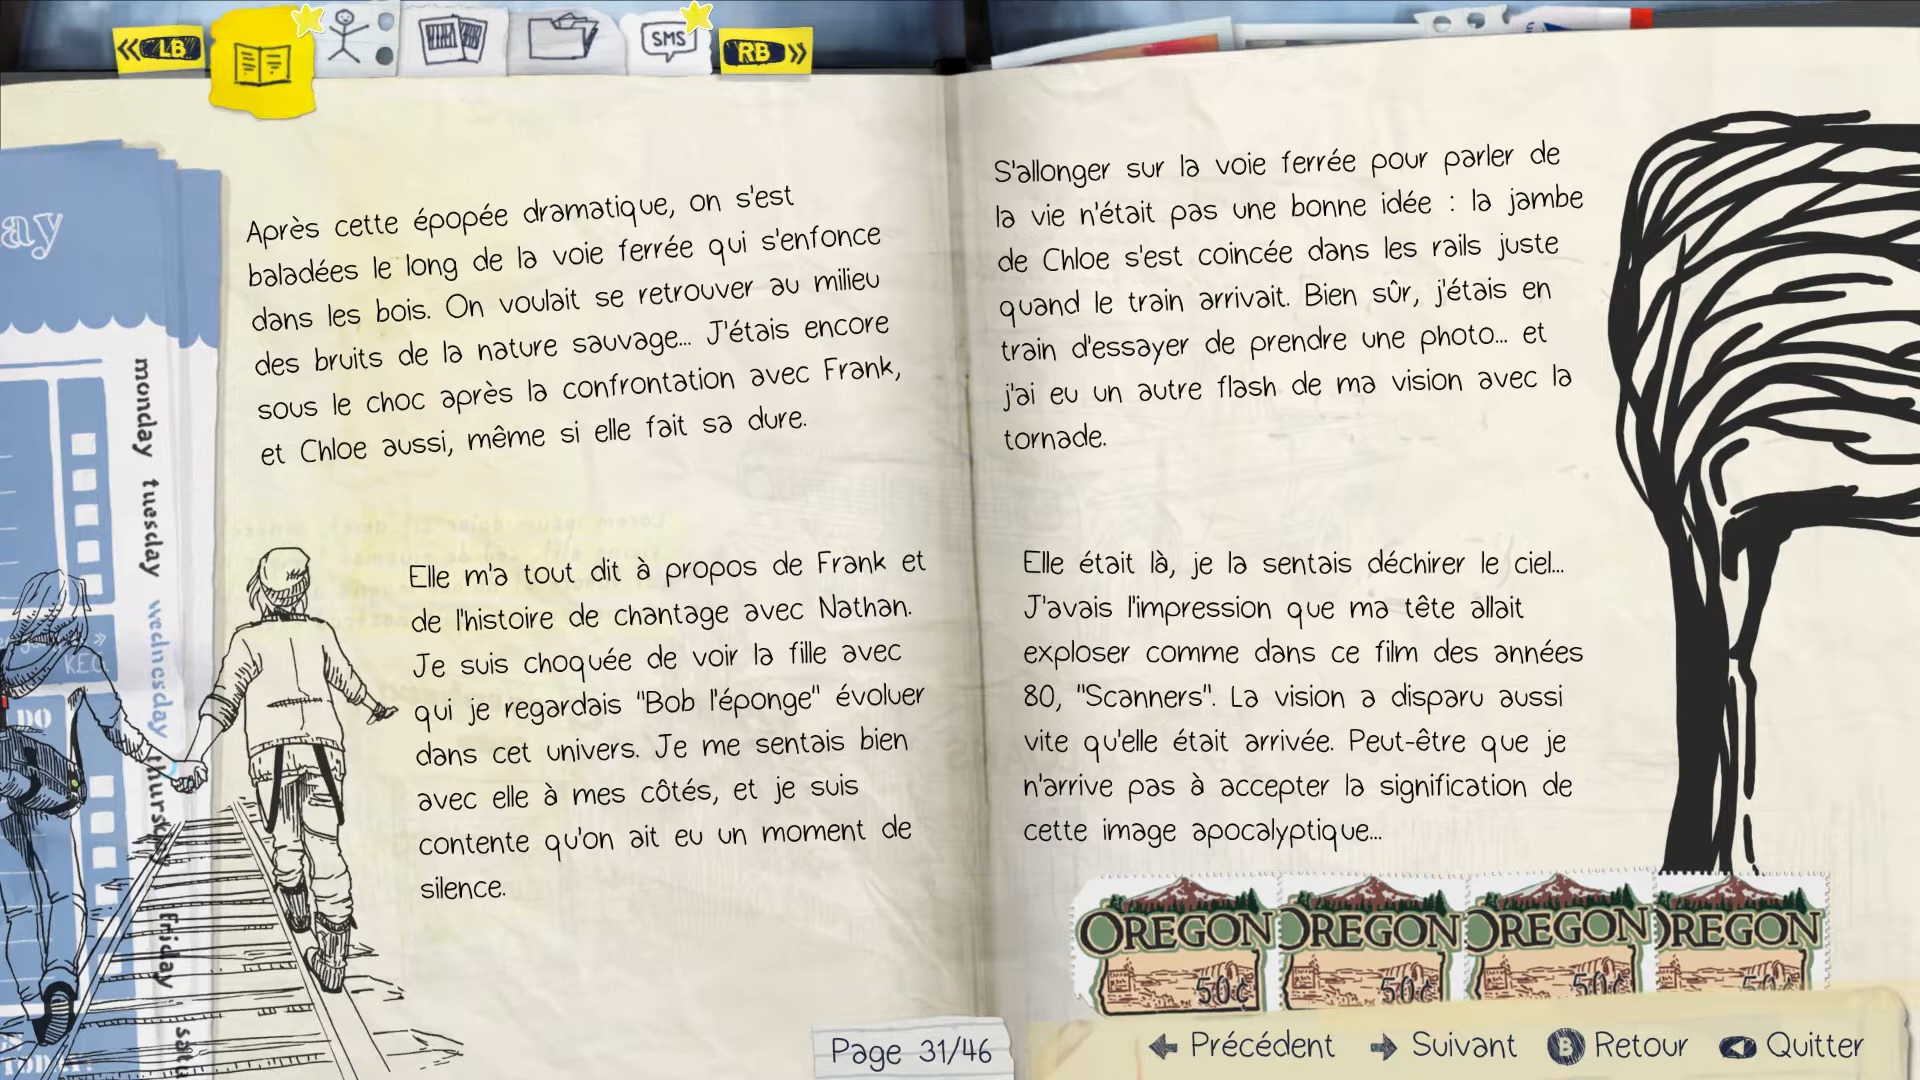 LB
SMS
RB
ay
monday
tuesday
wednesday
thursday
friday
Après cette épopée dramatique, on s'est
baladées le long de la voie ferrée qui s'enfonce
dans les bois. On voulait se retrouver au milieu
des bruits de la nature sauvage... J'étais encore
sous le choc après la confrontation avec Frank,
et Chloe aussi, même si elle fait sa dure.
Elle m'a tout dit à propos de Frank et
de l'histoire de chantage avec Nathan.
Je suis choquée de voir la fille avec
qui je regardais "Bob l'éponge" évoluer
dans cet univers. Je me sentais bien
avec elle à mes côtés, et je suis
contente qu'on ait eu un moment de
silence.
S'allonger sur la voie ferrée pour parler de
la vie n'était pas une bonne idée : la jambe
de Chloe s'est coincée dans les rails juste
quand le train arrivait. Bien sûr, j'étais en
train d'essayer de prendre une photo... et
j'ai eu un autre flash de ma vision avec la
tornade.
Elle était là, je la sentais déchirer le ciel...
J'avais l'impression que ma tête allait
exploser comme dans ce film des années
80, "Scanners". La vision a disparu aussi
vite qu'elle était arrivée. Peut-être que je
n'arrive pas à accepter la signification de
cette image apocalyptique...
OREGON OREGON OREGON OREGON
50¢ 50¢ 50¢ 50¢
Page 31/46
Précédent Suivant B Retour Quitter